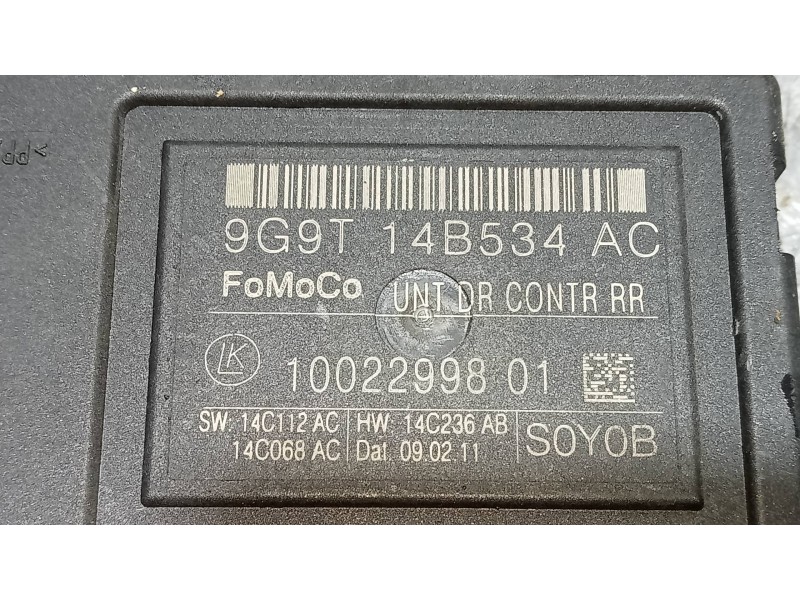 9G9T 14B534 AC
FoMoCo UNT DR CONTR RR
LK 10022998 01
SW. 14C112 AC HW. 14C236 AB
14C068 AC Dat. 09.02.11 S0Y0B